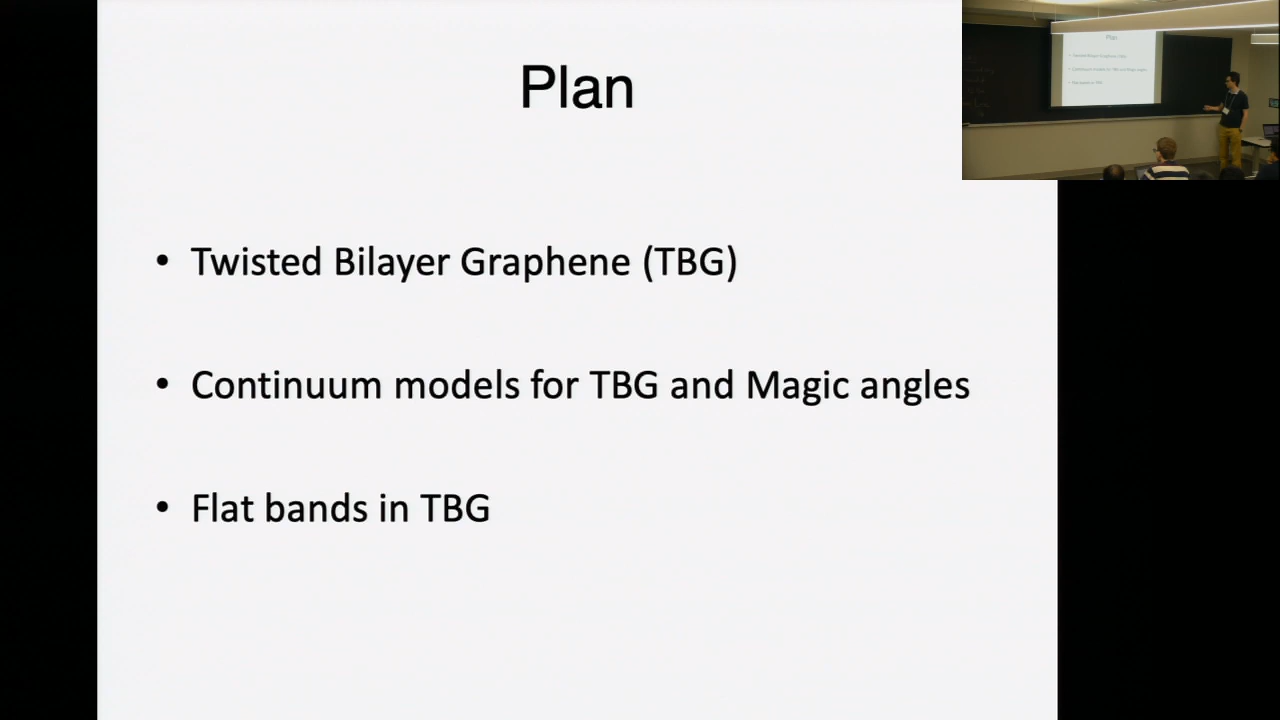 Plan
• Twisted Bilayer Graphene (TBG)
• Continuum models for TBG and Magic angles
• Flat bands in TBG